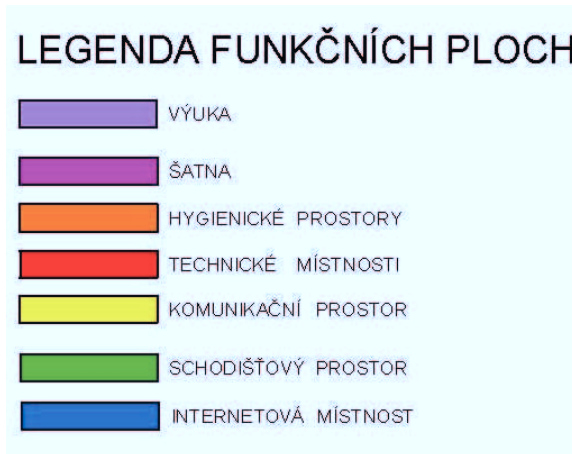 LEGENDA FUNKČNÍCH PLOCH
VÝUKA
ŠATNA
HYGIENICKÉ PROSTORY
TECHNICKÉ MÍSTNOSTI
KOMUNIKAČNÍ PROSTOR
SCHODIŠŤOVÝ PROSTOR
INTERNETOVÁ MÍSTNOST